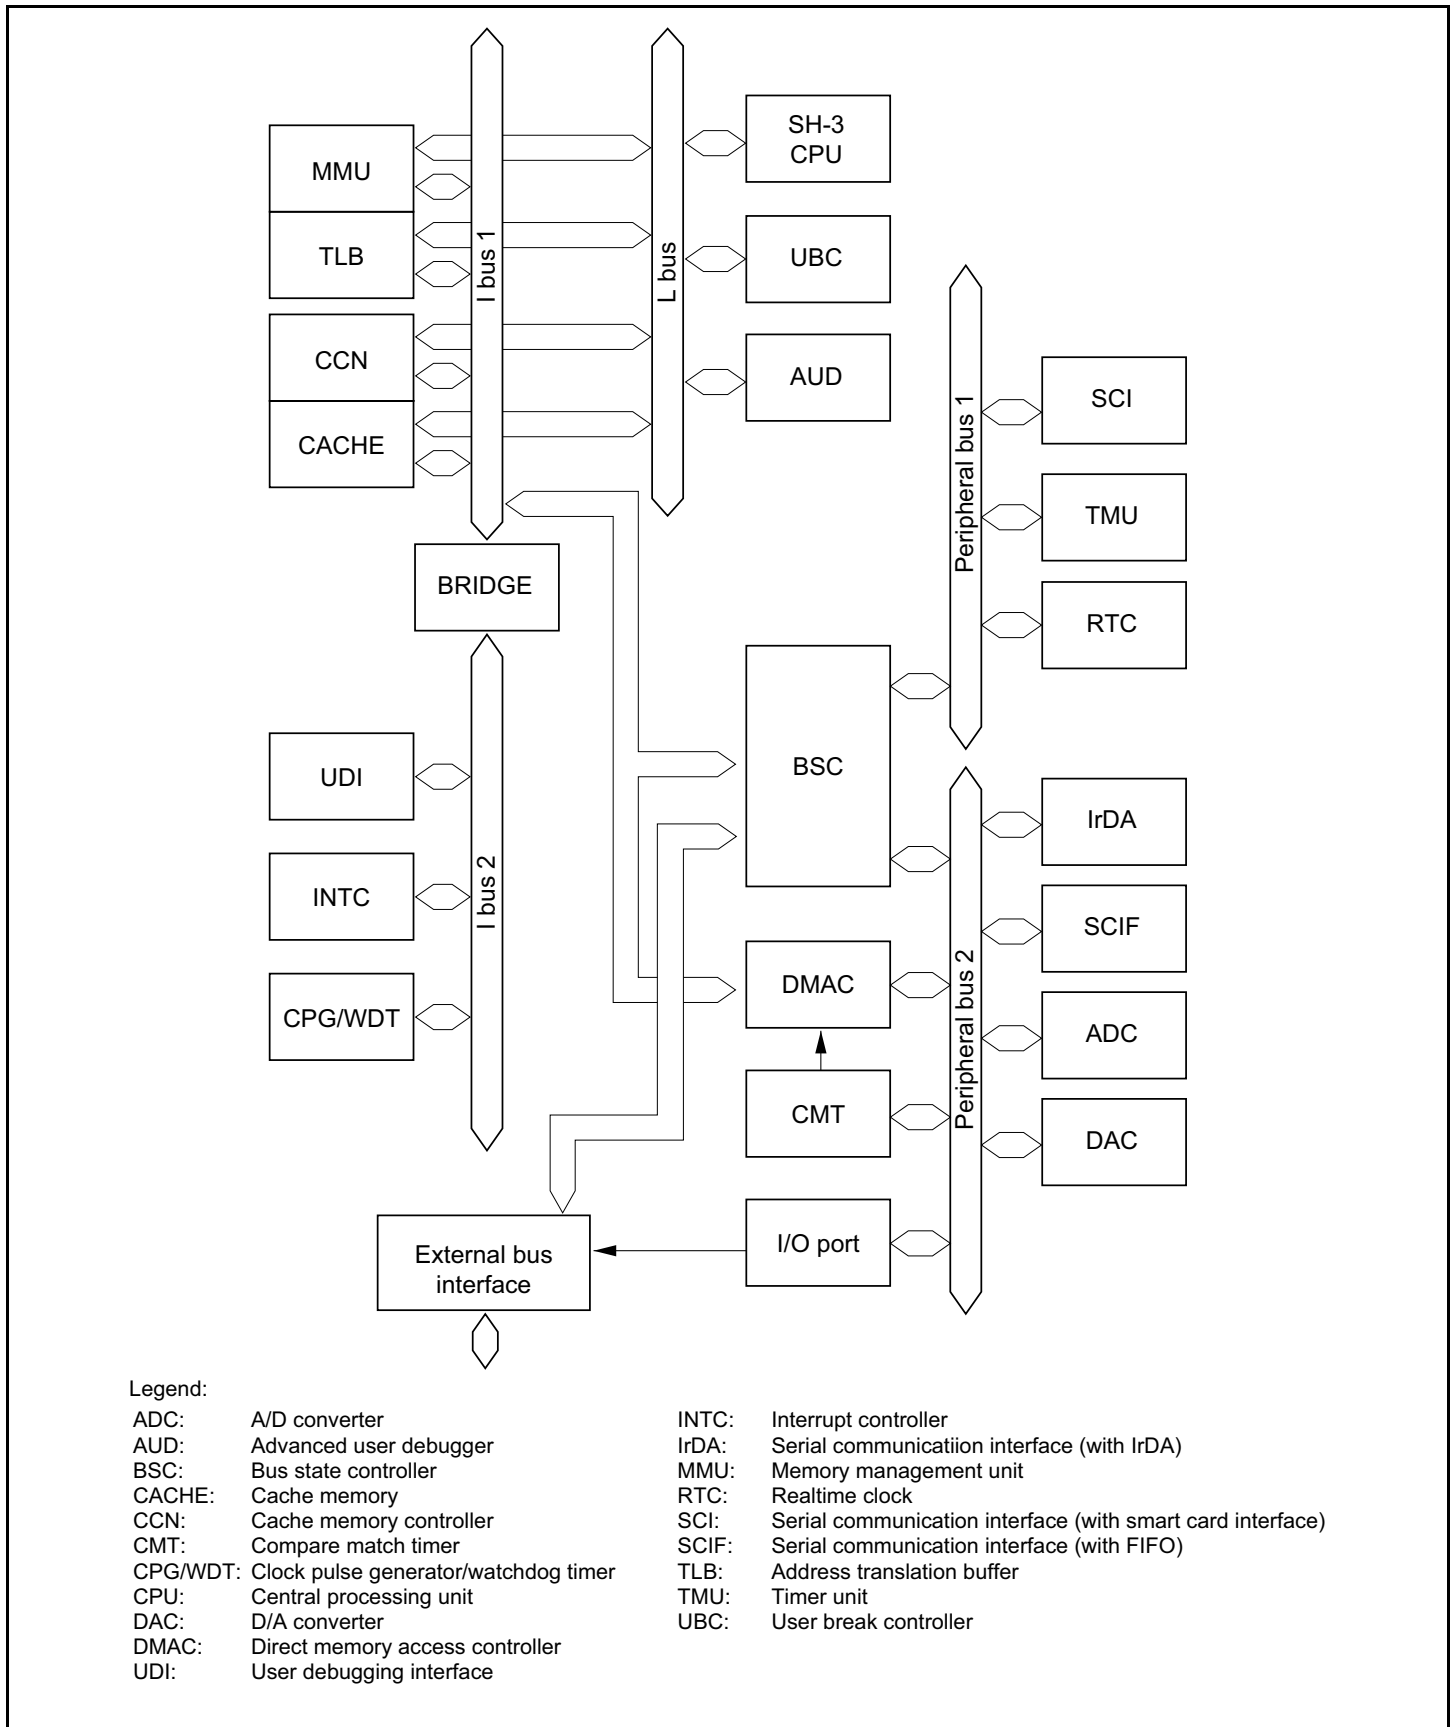 SH-3
CPU
MMU
I bus 1
L bus
TLB
UBC
CCN
AUD
Peripheral bus 1
SCI
CACHE
TMU
BRIDGE
RTC
BSC
UDI
IrDA
I bus 2
INTC
SCIF
Peripheral bus 2
DMAC
CPG/WDT
ADC
CMT
DAC
I/O port
External bus
interface
Legend:
ADC: A/D converter
AUD: Advanced user debugger
BSC: Bus state controller
CACHE: Cache memory
CCN: Cache memory controller
CMT: Compare match timer
CPG/WDT: Clock pulse generator/watchdog timer
CPU: Central processing unit
DAC: D/A converter
DMAC: Direct memory access controller
UDI: User debugging interface
INTC: Interrupt controller
IrDA: Serial communicatiion interface (with IrDA)
MMU: Memory management unit
RTC: Realtime clock
SCI: Serial communication interface (with smart card interface)
SCIF: Serial communication interface (with FIFO)
TLB: Address translation buffer
TMU: Timer unit
UBC: User break controller